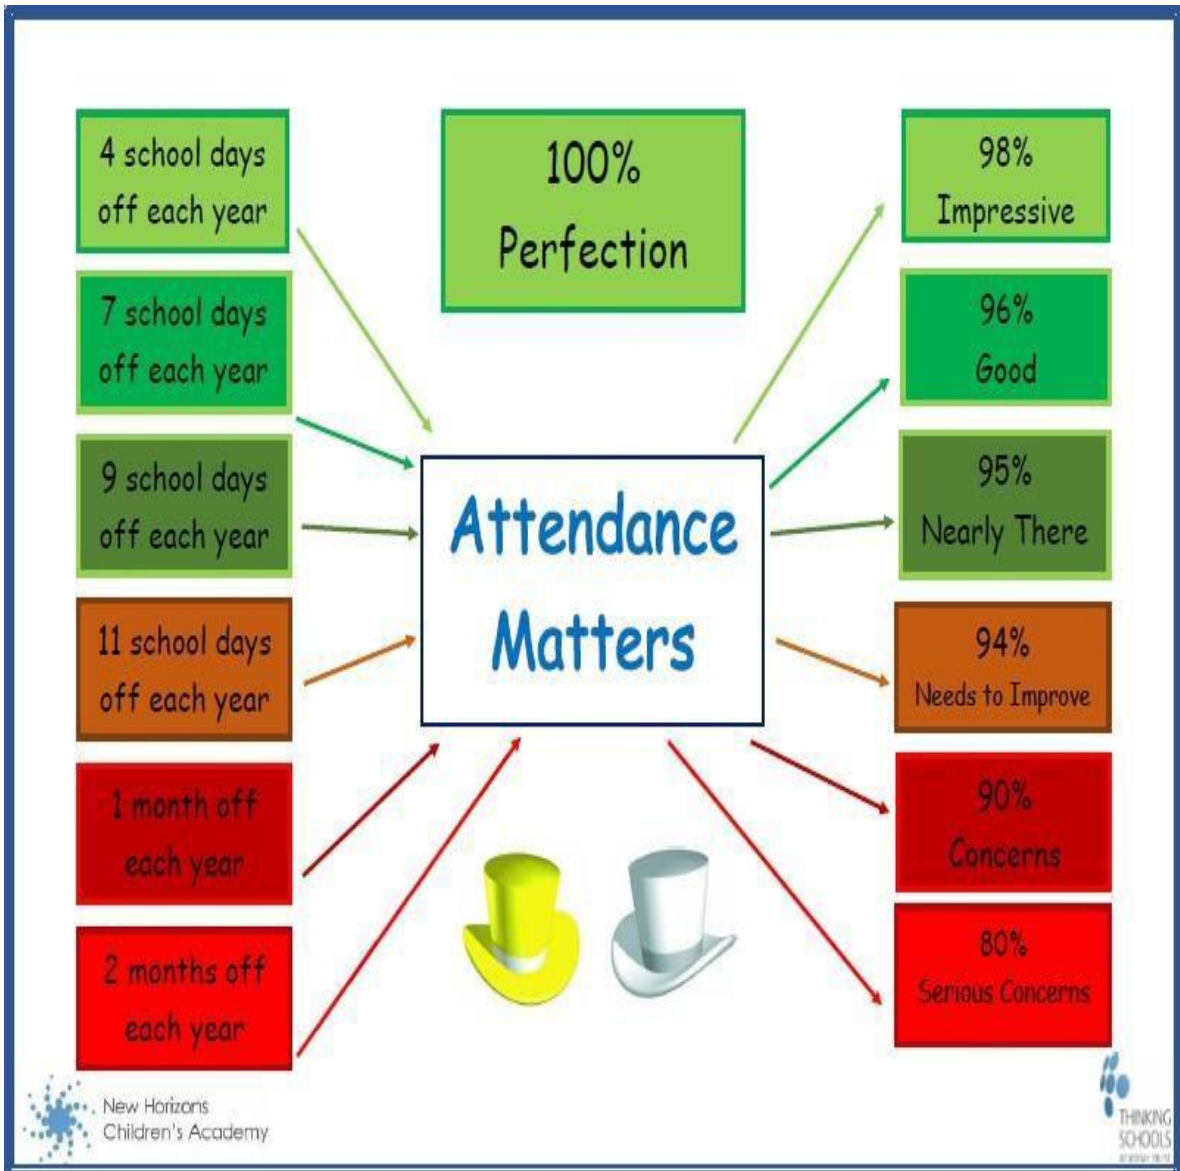 4 school days
off each year
7 school days
off each year
9 school days
off each year
11 school days
off each year
1 month off
each year
2 months off
each year
100%
Perfection
Attendance
Matters
98%
Impressive
96%
Good
95%
Nearly There
94%
Needs to Improve
90%
Concerns
80%
Serious Concerns
New Horizons
Children's Academy
THINKING
SCHOOLS